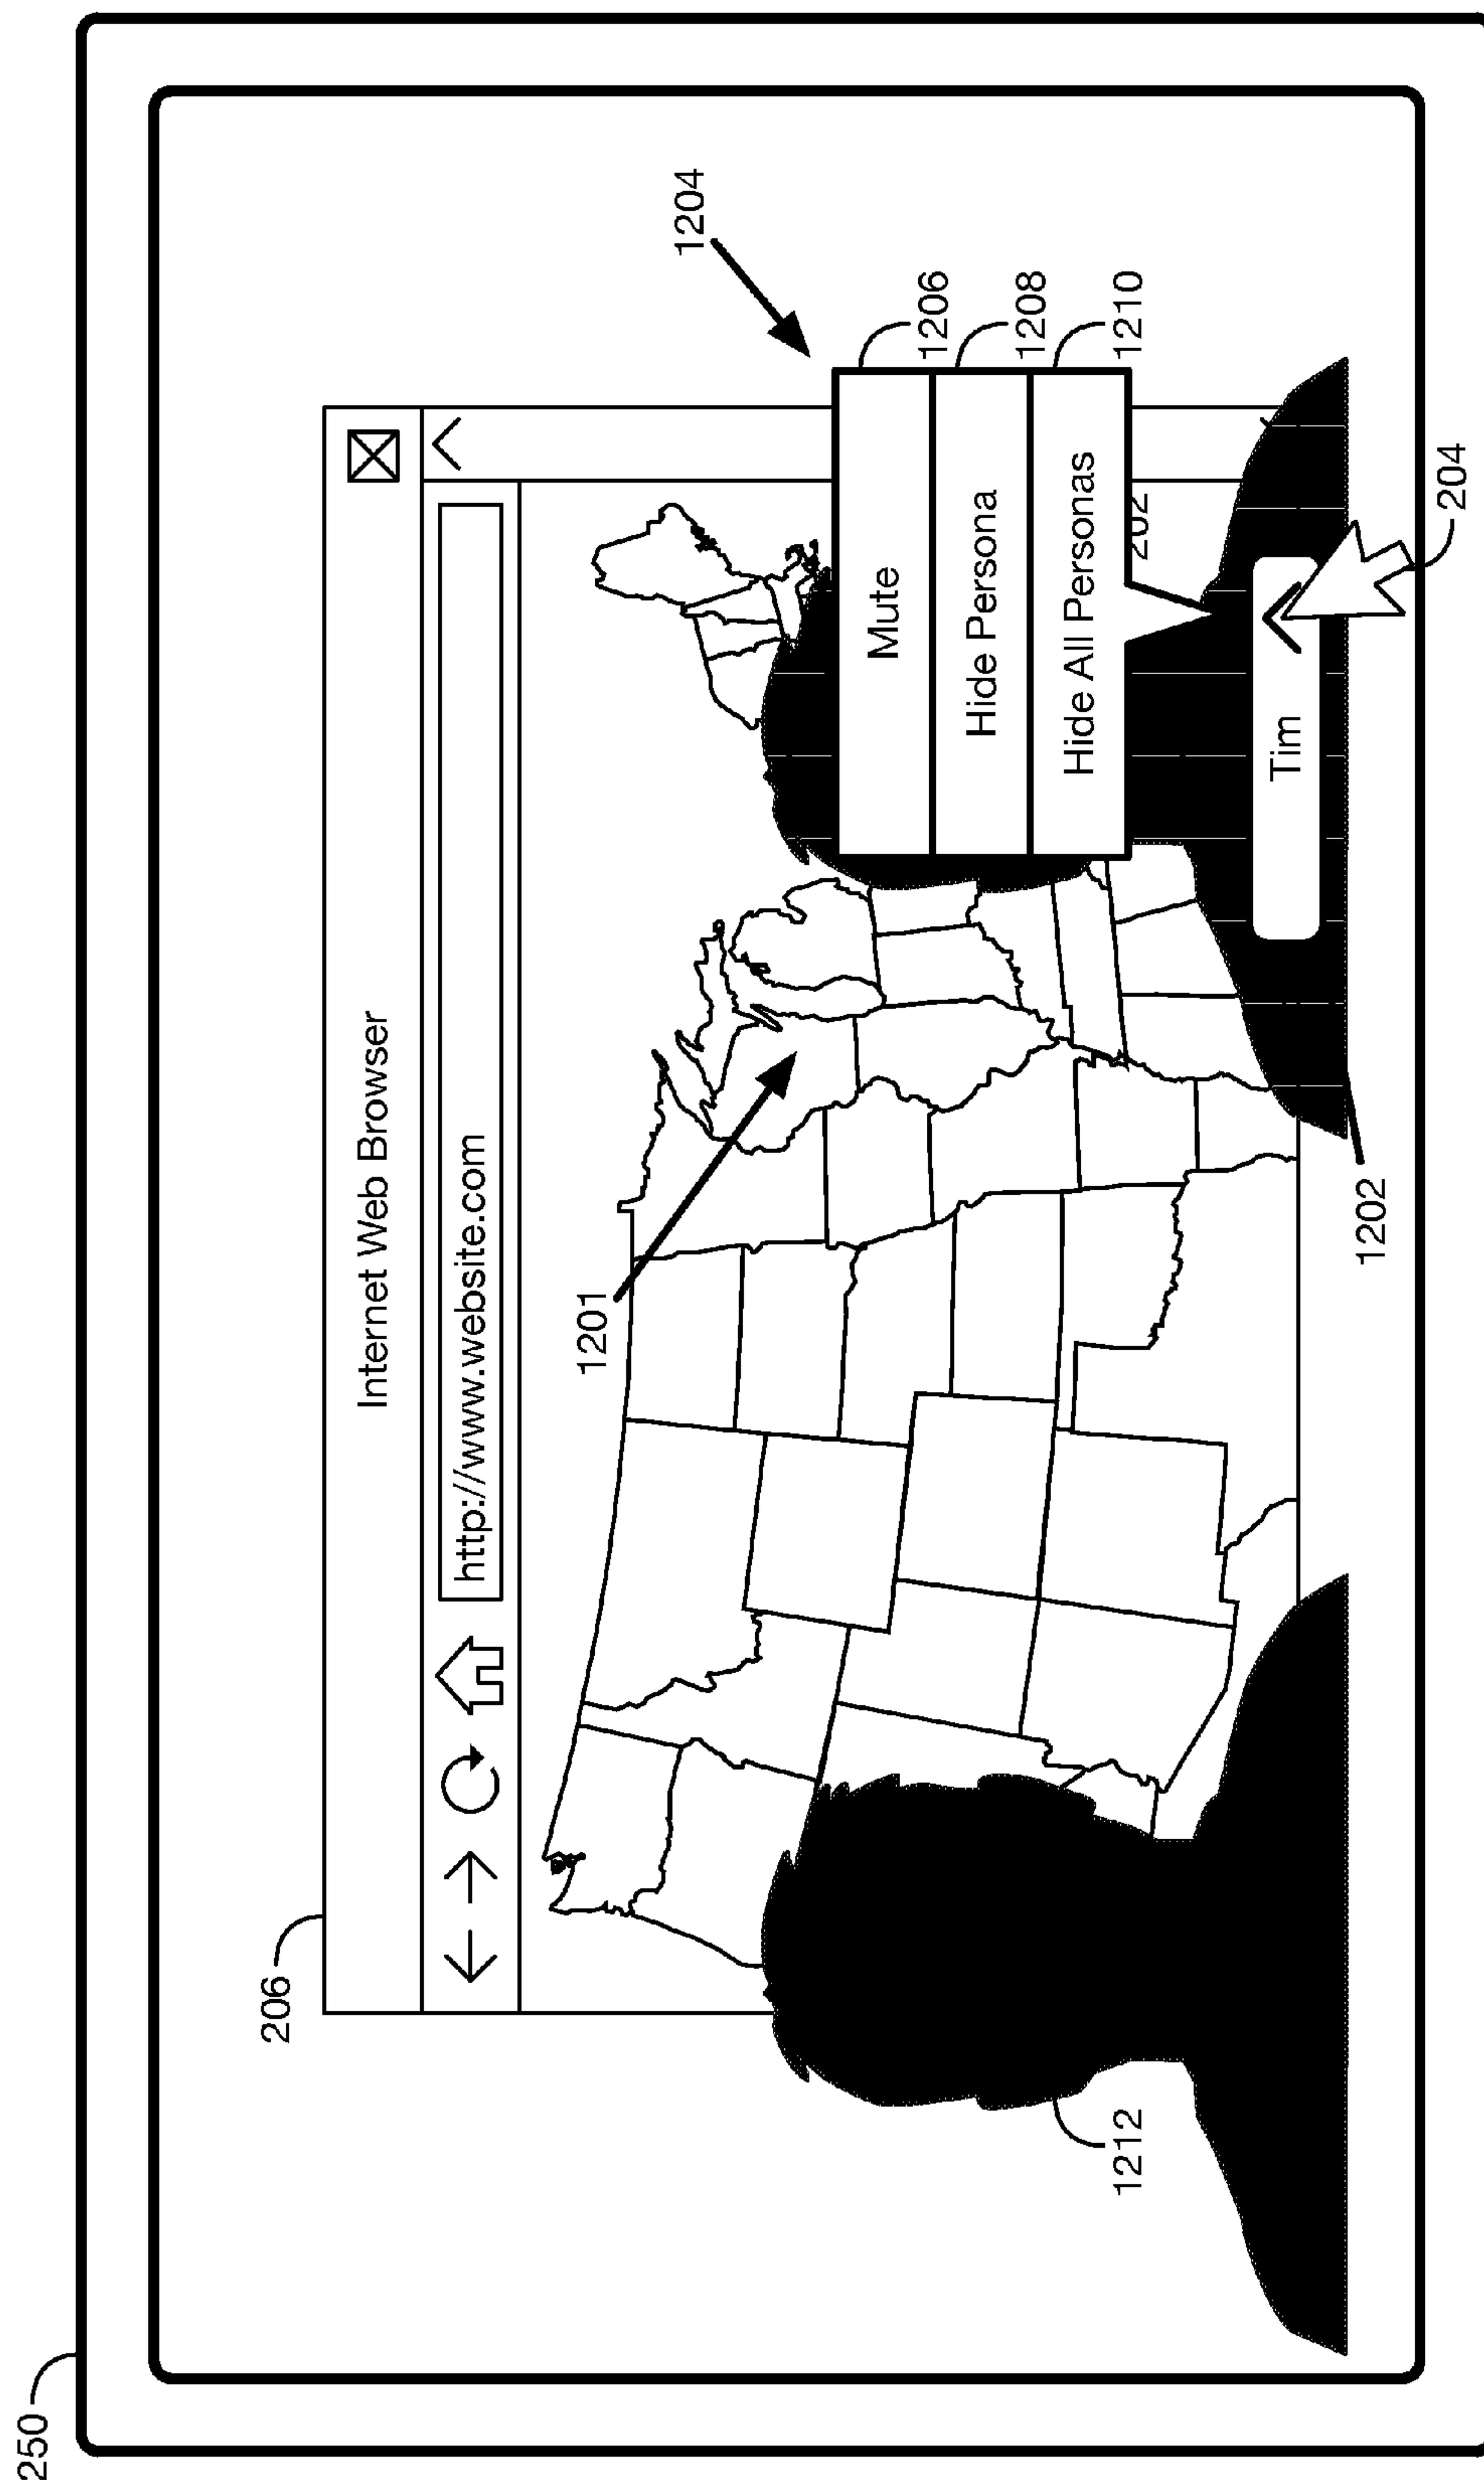 250
206
Internet Web Browser
http://www.website.com
1201
1204
Mute
1206
Hide Persona
1208
Hide All Personas
1210
202
Tim
204
1202
1212